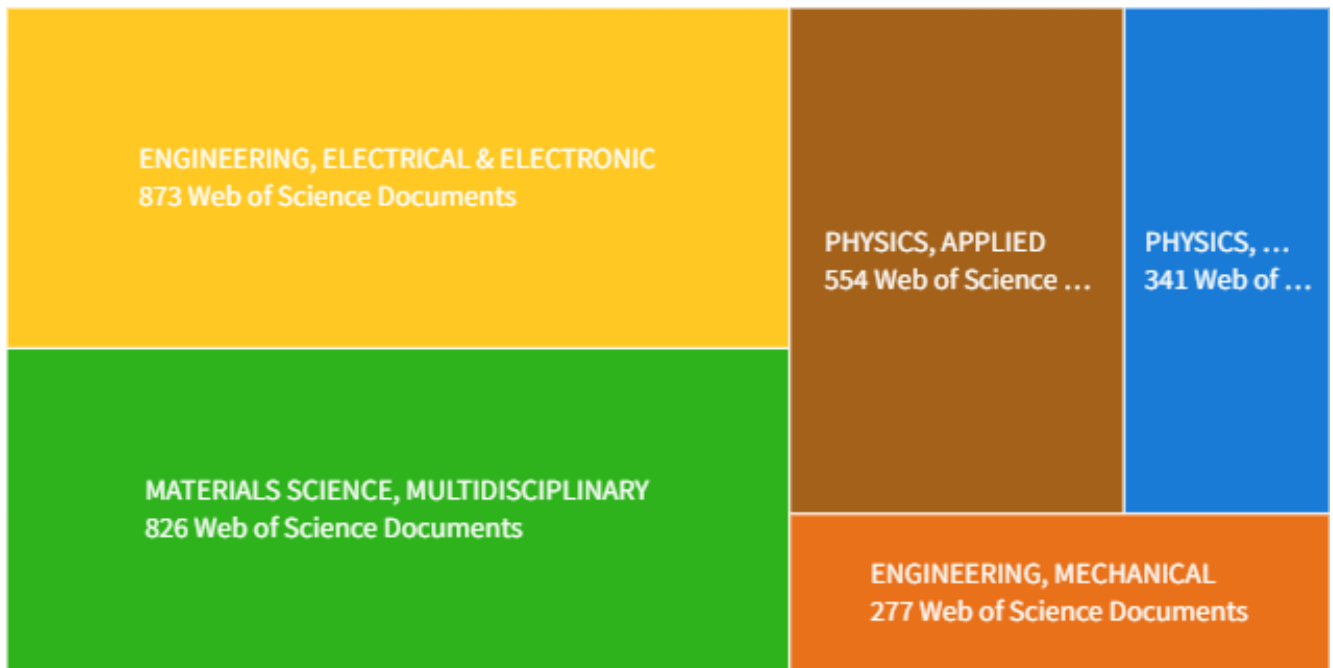 ENGINEERING, ELECTRICAL & ELECTRONIC
873 Web of Science Documents
MATERIALS SCIENCE, MULTIDISCIPLINARY
826 Web of Science Documents
PHYSICS, APPLIED
554 Web of Science ...
PHYSICS, ...
341 Web of ...
ENGINEERING, MECHANICAL
277 Web of Science Documents